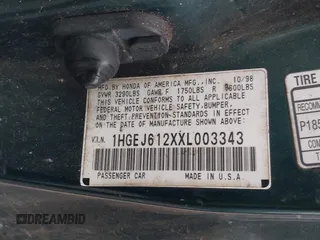 MFD.BY HONDA OF AMERICA MFG., INC. 10/98
GVWR 3290LBS GAWR F 1750LBS R 1600LBS
THIS VEHICLE CONFORMS TO ALL APPLICABLE
FEDERAL MOTOR VEHICLE SAFETY, BUMPER,
AND THEFT PREVENTION STANDARDS IN EFFECT
ON THE DATE OF MANUFACTURE SHOWN ABOVE.
V.I.N. 1HGEJ612XXL003343
PASSENGER CAR MADE IN U.S.A
TIRE
P185
DREAMBID